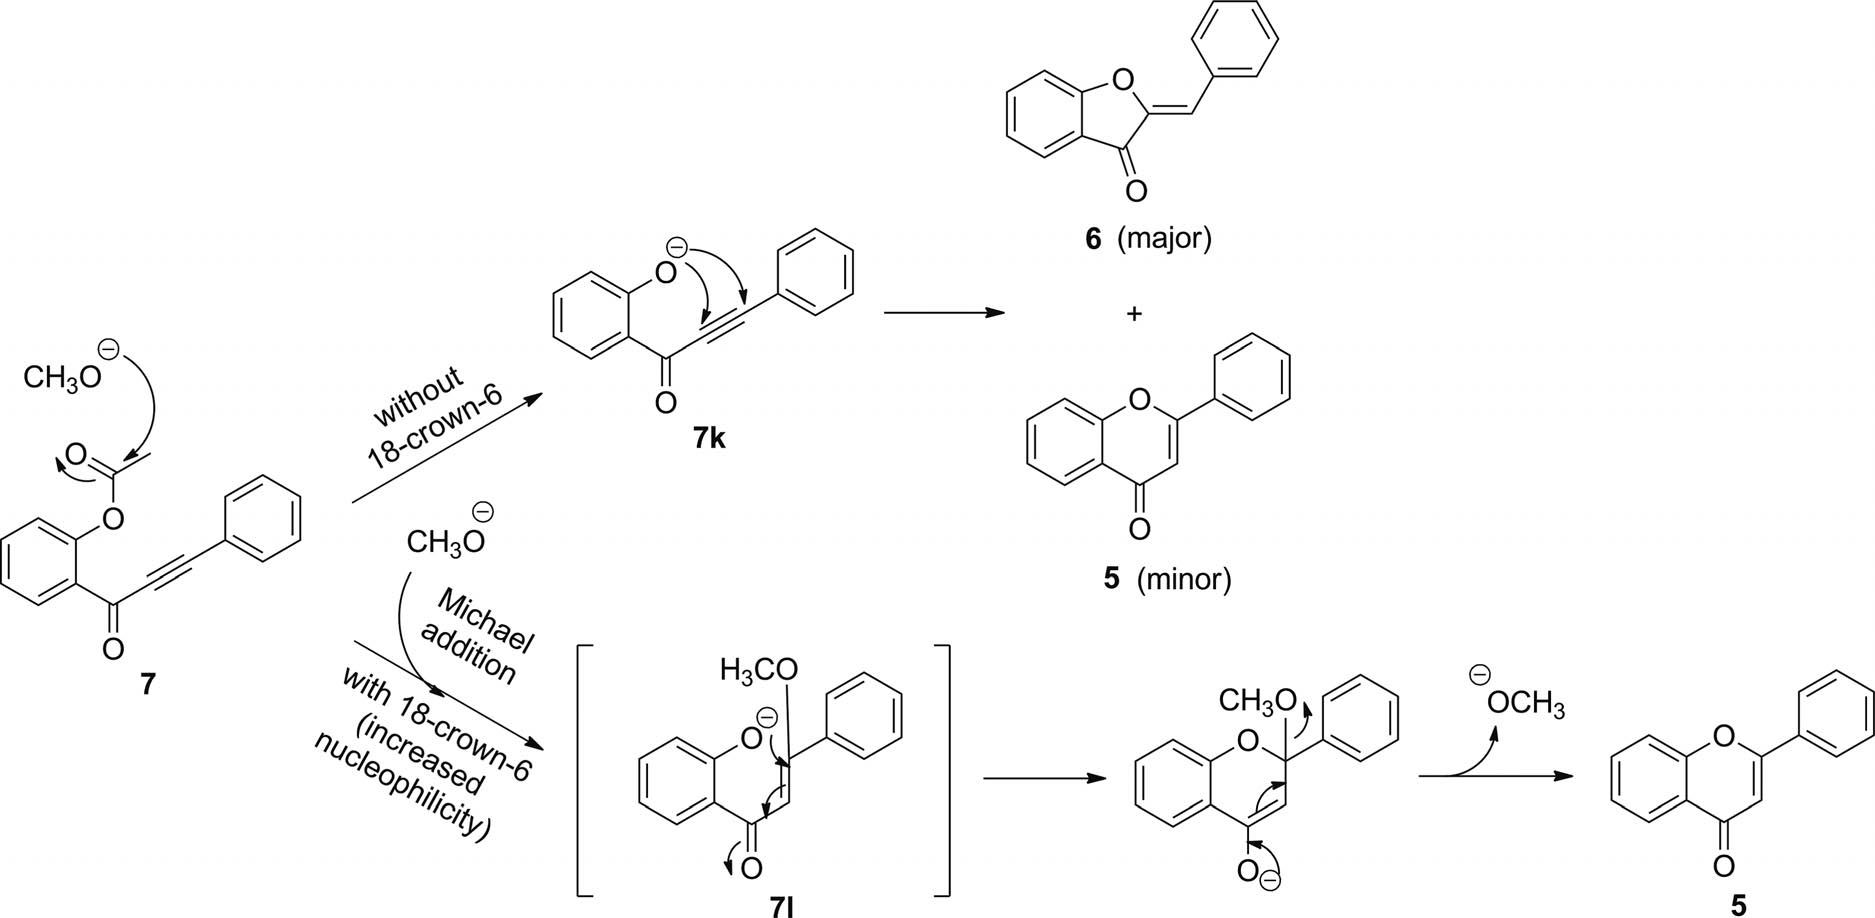 O
O
6 (major)
⊖
O
O
7k
+
O
O
5 (minor)
⊖
CH3O
O
O
O
7
without
18-crown-6
⊖
CH3O
Michael
addition
with 18-crown-6
(increased
nucleophilicity)
H3CO
O⊖
O
7l
CH3O
O
O⊖
⊖
OCH3
O
O
5